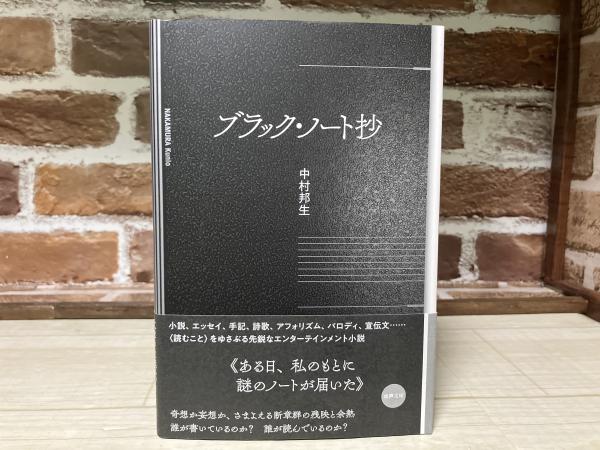 NAKAMURA Kunio
ブラック・ノート抄
中村邦生
小説、エッセイ、手記、詩歌、アフォリズム、パロディ、宣伝文……
〈読むこと〉をゆさぶる先鋭なエンターテインメント小説
《ある日、私のもとに
謎のノートが届いた》
奇想か妄想か、さまよえる断章群の残映と余熱
誰が書いているのか？ 誰が読んでいるのか？